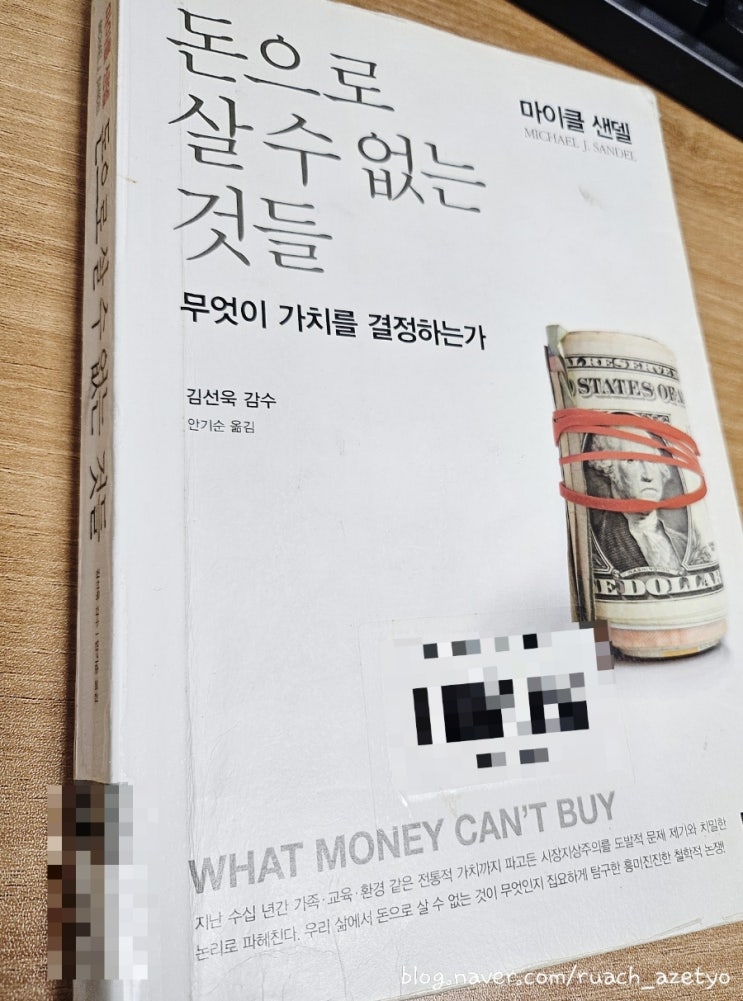 돈으로
살 수 없는
것들
마이클 샌델
MICHAEL J. SANDEL
무엇이 가치를 결정하는가
김선욱 감수
안기순 옮김
STATES OF
DOLLAR
WHAT MONEY CAN'T BUY
지난 수십 년간 가족·교육·환경 같은 전통적 가치까지 파고든 시장지상주의를 도발적 문제 제기와 치밀한
논리로 파헤친다. 우리 삶에서 돈으로 살 수 없는 것이 무엇인지 집요하게 탐구한 흥미진진한 철학적 논쟁!
돈으로 살 수 없는 것들
blog.naver.com/ruach_azetyo